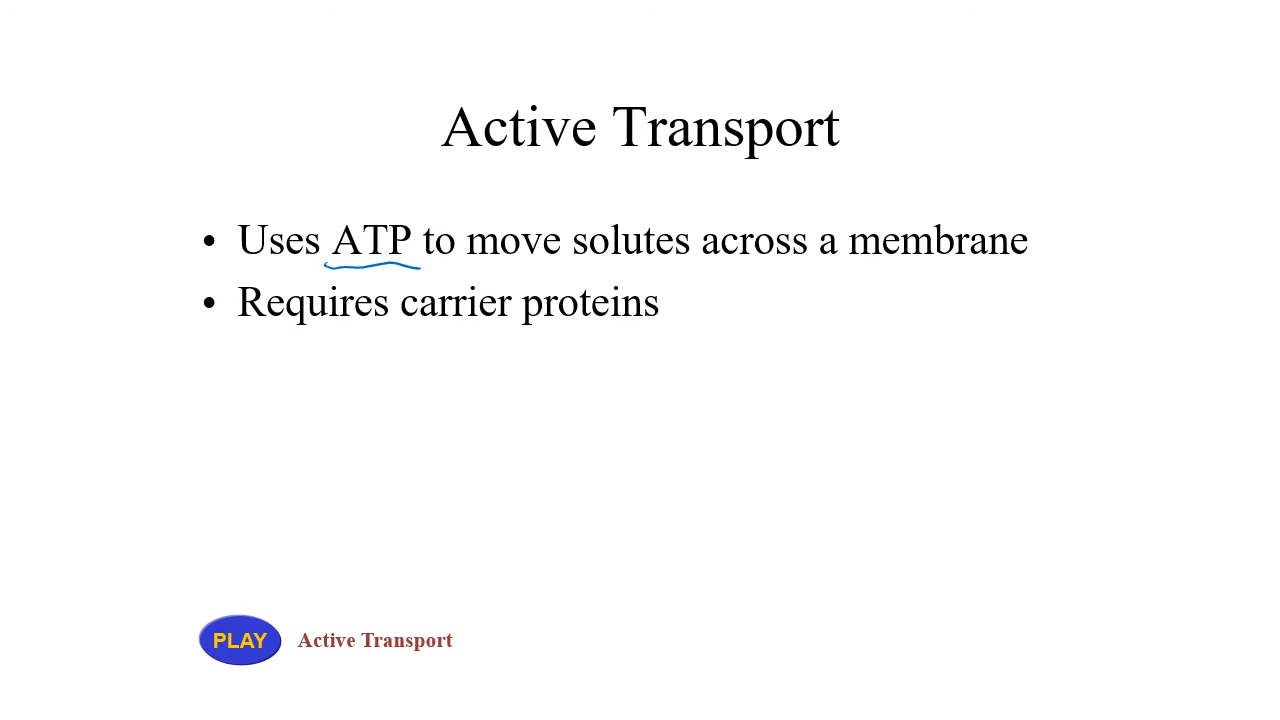 Active Transport
• Uses ATP to move solutes across a membrane
• Requires carrier proteins
PLAY Active Transport